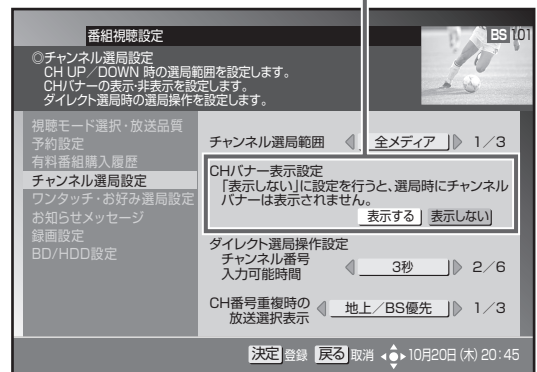 番組視聴設定
BS 101
◎チャンネル選局設定
CH UP／DOWN 時の選局範囲を設定します。
CHバナーの表示·非表示を設定します。
ダイレクト選局時の選局操作を設定します。
視聴モード選択·放送品質
予約設定
有料番組購入履歴
チャンネル選局設定
ワンタッチ·お好み選局設定
お知らせメッセージ
録画設定
BD/HDD設定
チャンネル選局範囲 全メディア 1／3
CHバナー表示設定
「表示しない」に設定を行うと、選局時にチャンネル
バナーは表示されません。
表示する 表示しない
ダイレクト選局操作設定
チャンネル番号
入力可能時間 3秒 2／6
CH番号重複時の
放送選択表示 地上／BS優先 1／3
決定 登録 戻る 取消 10月20日(木) 20:45